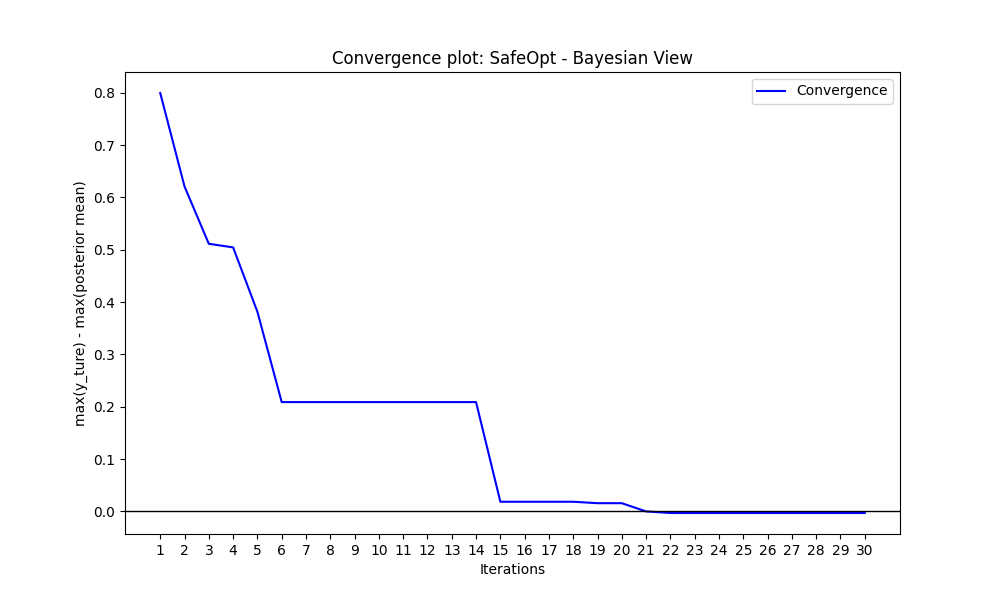 Convergence plot: SafeOpt - Bayesian View
Convergence
max(y_ture) - max(posterior mean)
0.8
0.7
0.6
0.5
0.4
0.3
0.2
0.1
0.0
1 2 3 4 5 6 7 8 9 10 11 12 13 14 15 16 17 18 19 20 21 22 23 24 25 26 27 28 29 30
Iterations